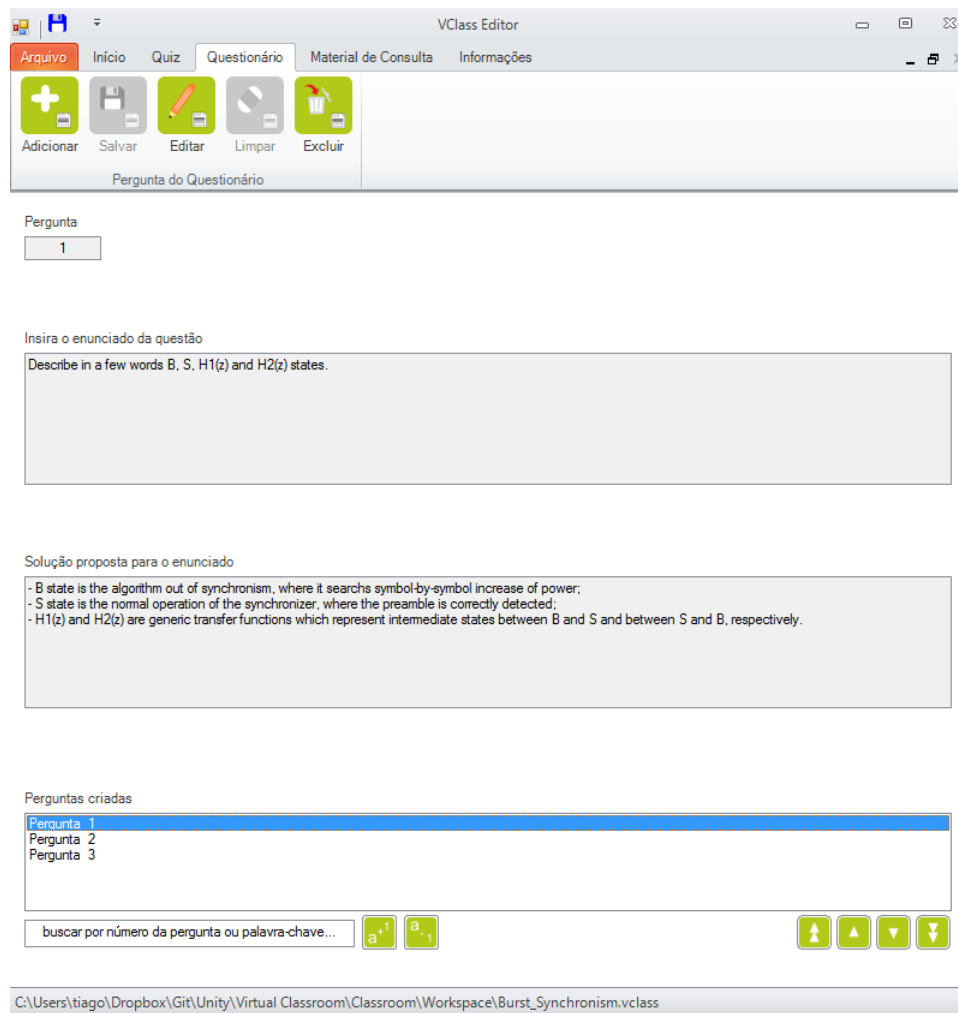 VClass Editor
Arquivo Início Quiz Questionário Material de Consulta Informações
Adicionar Salvar Editar Limpar Excluir
Pergunta do Questionário
Pergunta
1
Insira o enunciado da questão
Describe in a few words B, S, H1(z) and H2(z) states.
Solução proposta para o enunciado
- B state is the algorithm out of synchronism, where it searchs symbol-by-symbol increase of power;
- S state is the normal operation of the synchronizer, where the preamble is correctly detected;
- H1(z) and H2(z) are generic transfer functions which represent intermediate states between B and S and between S and B, respectively.
Perguntas criadas
Pergunta 1
Pergunta 2
Pergunta 3
buscar por número da pergunta ou palavra-chave... a+1 a-1
C:\Users\tiago\Dropbox\Git\Unity\Virtual Classroom\Classroom\Workspace\Burst_Synchronism.vclass